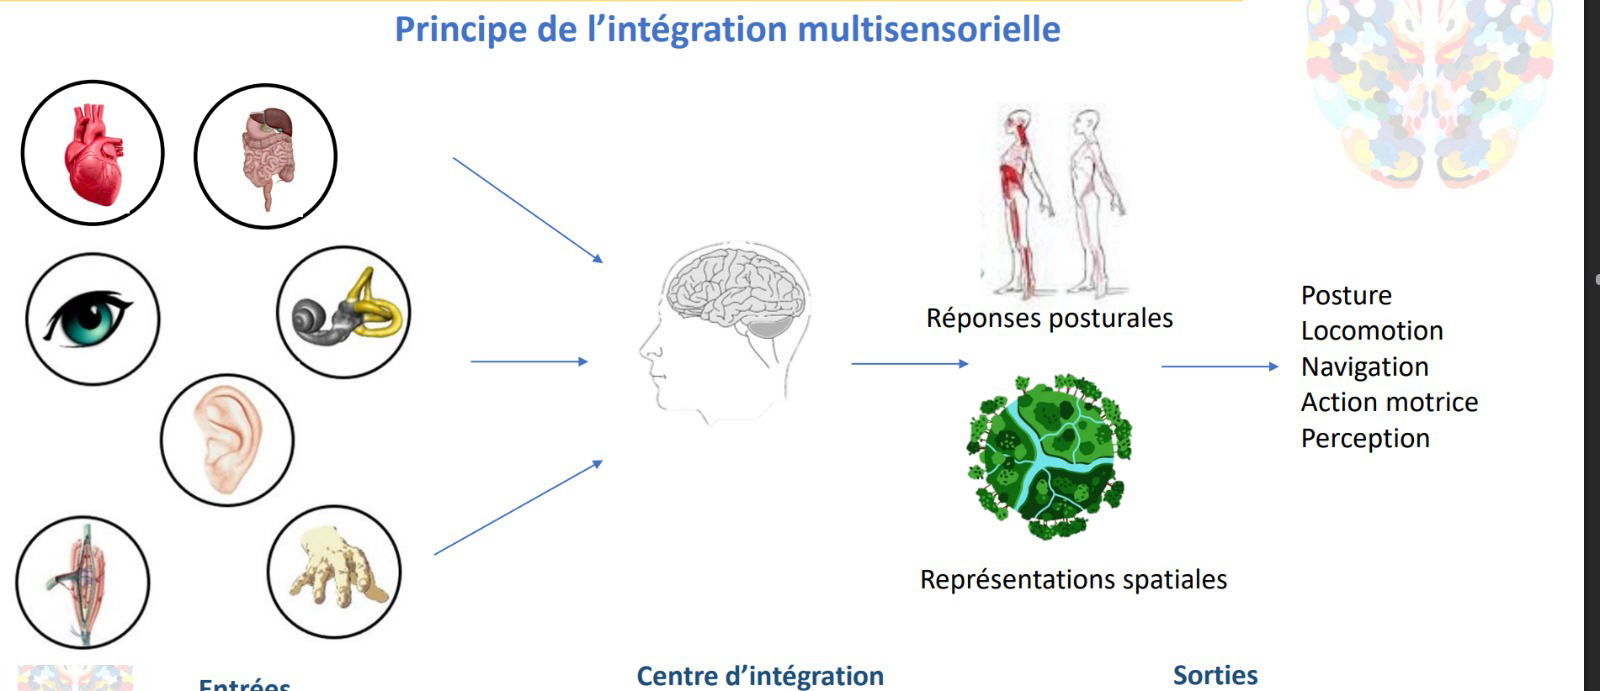 Principe de l’intégration multisensorielle
Réponses posturales
Représentations spatiales
Posture
Locomotion
Navigation
Action motrice
Perception
Entrées
Centre d’intégration
Sorties